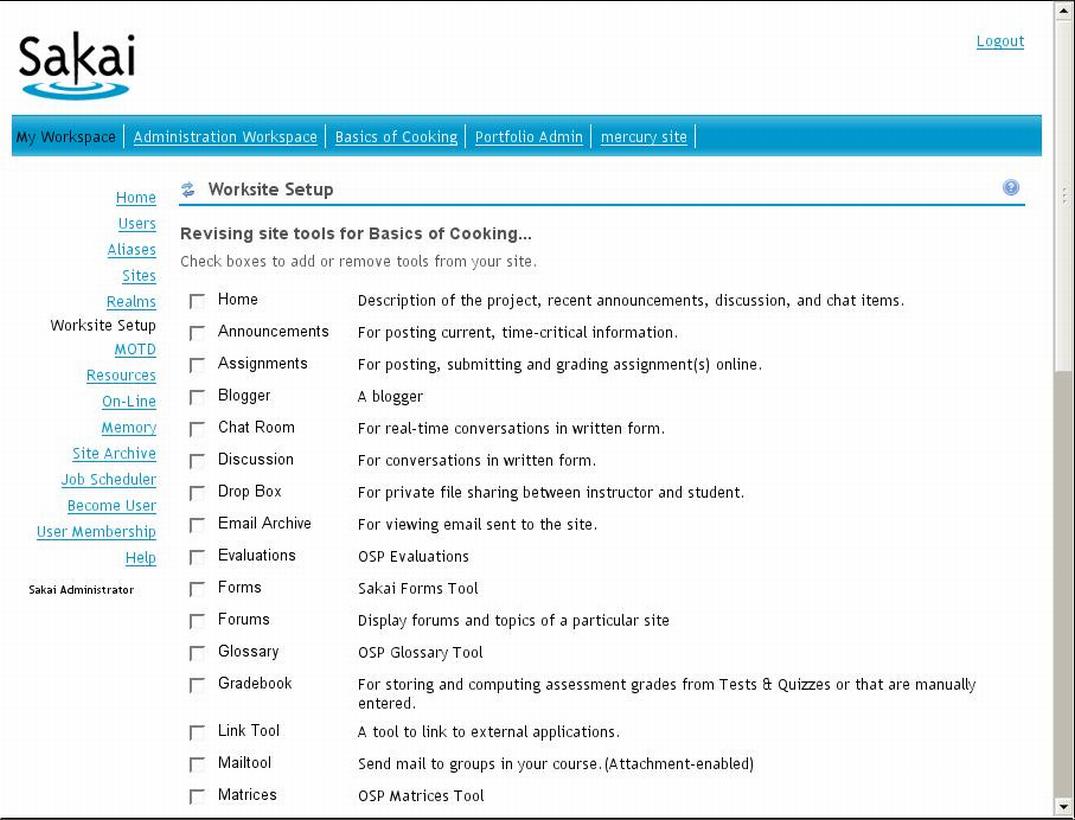 Sakai
Logout
My Workspace Administration Workspace Basics of Cooking Portfolio Admin mercury site
Home
Users
Aliases
Sites
Realms
Worksite Setup
MOTD
Resources
On-Line
Memory
Site Archive
Job Scheduler
Become User
User Membership
Help
Sakai Administrator
Worksite Setup
Revising site tools for Basics of Cooking...
Check boxes to add or remove tools from your site.
Home Description of the project, recent announcements, discussion, and chat items.
Announcements For posting current, time-critical information.
Assignments For posting, submitting and grading assignment(s) online.
Blogger A blogger
Chat Room For real-time conversations in written form.
Discussion For conversations in written form.
Drop Box For private file sharing between instructor and student.
Email Archive For viewing email sent to the site.
Evaluations OSP Evaluations
Forms Sakai Forms Tool
Forums Display forums and topics of a particular site
Glossary OSP Glossary Tool
Gradebook For storing and computing assessment grades from Tests & Quizzes or that are manually
entered.
Link Tool A tool to link to external applications.
Mailtool Send mail to groups in your course.(Attachment-enabled)
Matrices OSP Matrices Tool